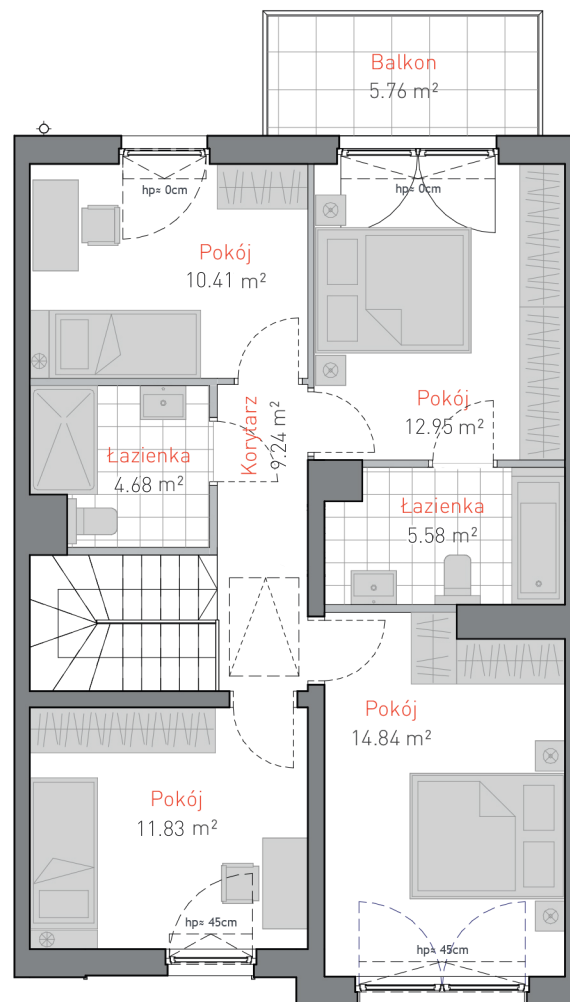 Balkon
5.76 m²
hp≈ 0cm
hp≈ 0cm
Pokój
10.41 m²
Pokój
12.95 m²
Korytarz
9.24 m²
Łazienka
4.68 m²
Łazienka
5.58 m²
Pokój
14.84 m²
Pokój
11.83 m²
hp≈ 45cm
hp≈ 45cm